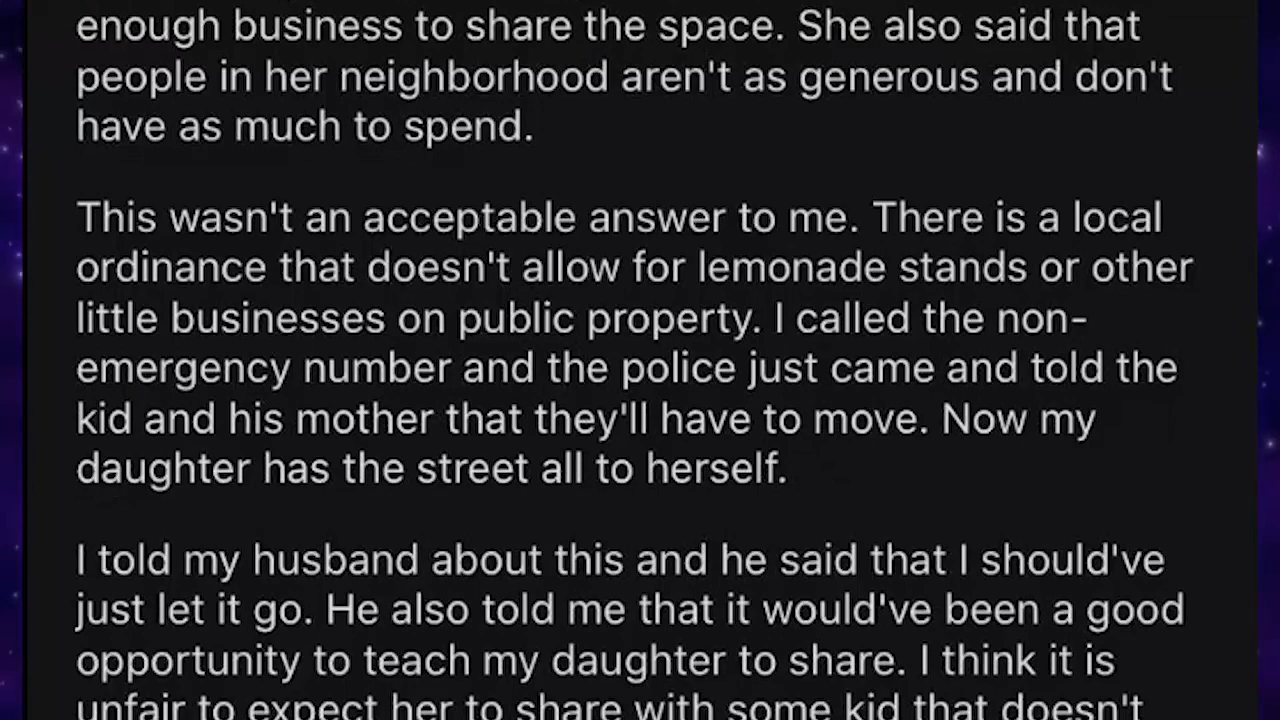 enough business to share the space. She also said that
people in her neighborhood aren't as generous and don't
have as much to spend.
This wasn't an acceptable answer to me. There is a local
ordinance that doesn't allow for lemonade stands or other
little businesses on public property. I called the non-
emergency number and the police just came and told the
kid and his mother that they'll have to move. Now my
daughter has the street all to herself.
I told my husband about this and he said that I should've
just let it go. He also told me that it would've been a good
opportunity to teach my daughter to share. I think it is
unfair to expect her to share with some kid that doesn't